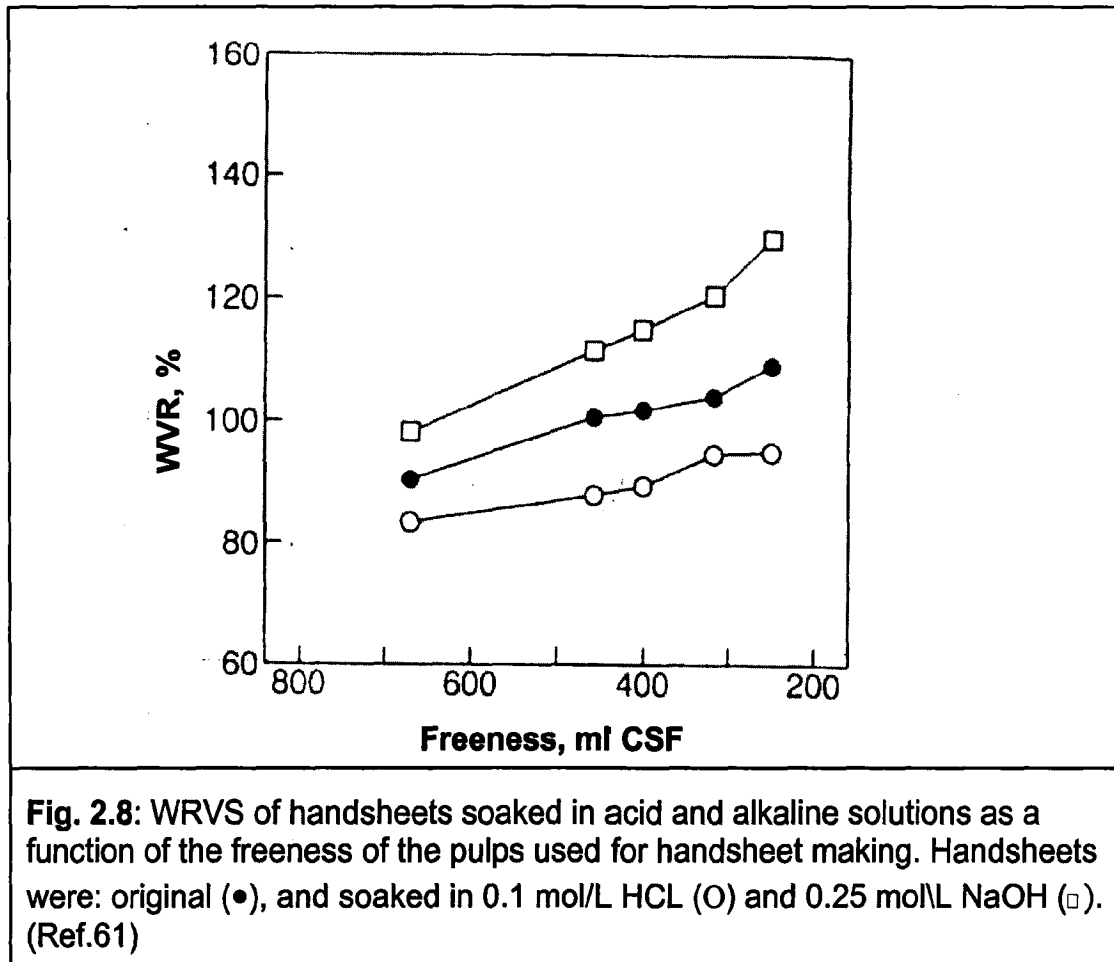 160
140
120
100
80
60
WVR, %
800 600 400 200
Freeness, ml CSF
Fig. 2.8: WRVS of handsheets soaked in acid and alkaline solutions as a
function of the freeness of the pulps used for handsheet making. Handsheets
were: original (●), and soaked in 0.1 mol/L HCL (O) and 0.25 mol\L NaOH (□).
(Ref.61)